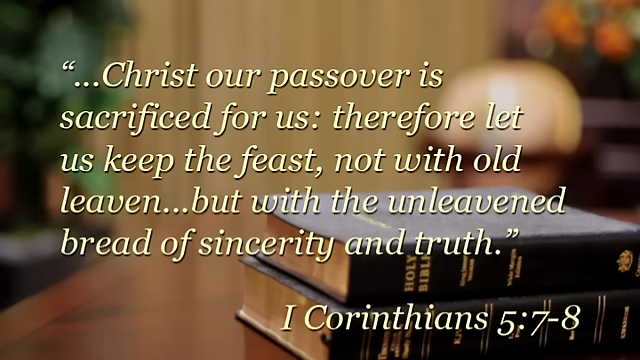 “...Christ our passover is
sacrificed for us: therefore let
us keep the feast, not with old
leaven...but with the unleavened
bread of sincerity and truth.”
HOLY
BIBLE
I Corinthians 5:7-8